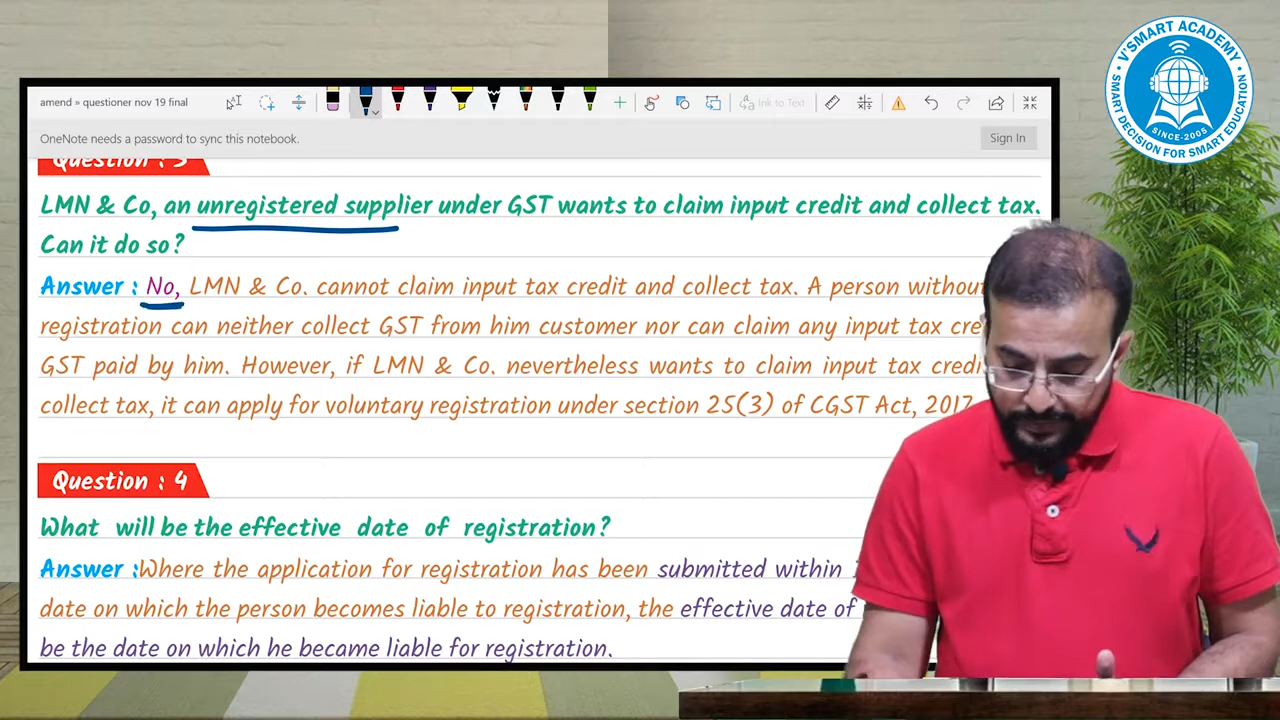 V'SMART ACADEMY
SMART DECISION FOR SMART EDUCATION
SINCE-2005
amend » questioner nov 19 final
Link to Text
OneNote needs a password to sync this notebook.
Sign In
Question : 3
LMN & Co, an unregistered supplier under GST wants to claim input credit and collect tax.
Can it do so?
Answer : No, LMN & Co. cannot claim input tax credit and collect tax. A person without
registration can neither collect GST from him customer nor can claim any input tax
GST paid by him. However, if LMN & Co. nevertheless wants to claim input tax
collect tax, it can apply for voluntary registration under section 25(3) of CGST Act, 2017
Question : 4
What will be the effective date of registration?
Answer :Where the application for registration has been submitted within
date on which the person becomes liable to registration, the effective date of
be the date on which he became liable for registration.